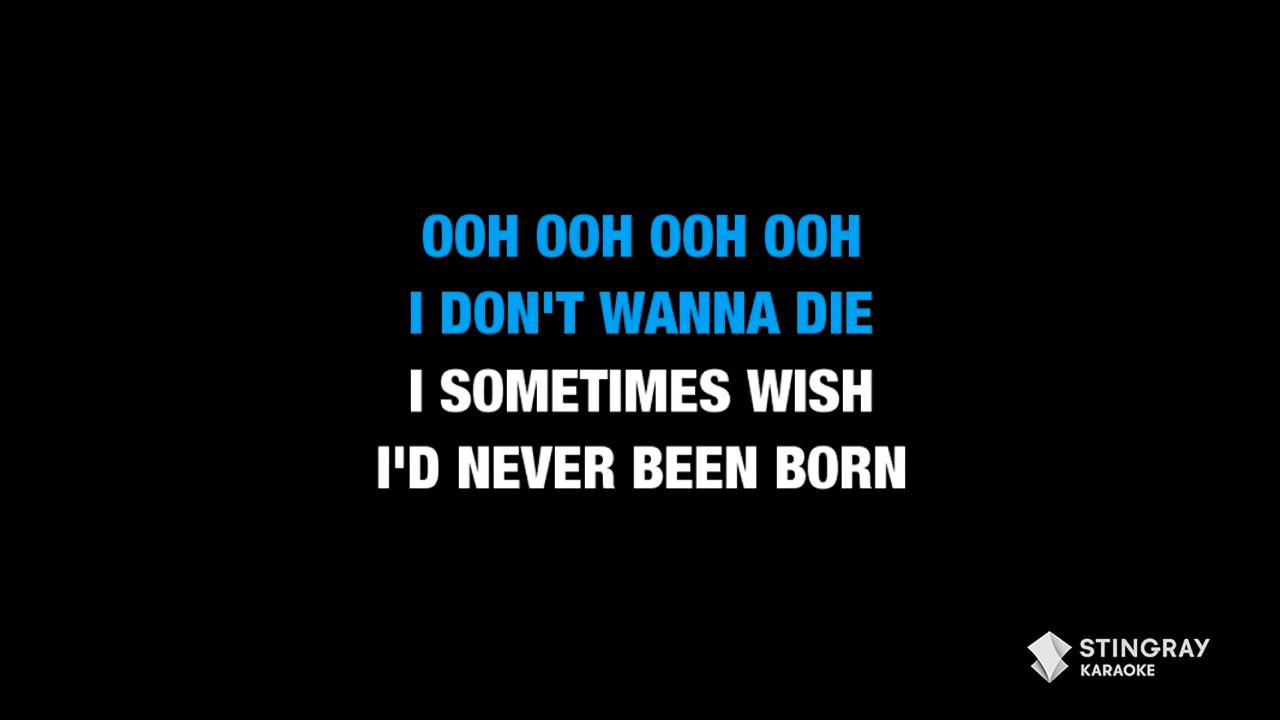 OOH OOH OOH OOH
I DON'T WANNA DIE
I SOMETIMES WISH
I'D NEVER BEEN BORN
STINGRAY
KARAOKE